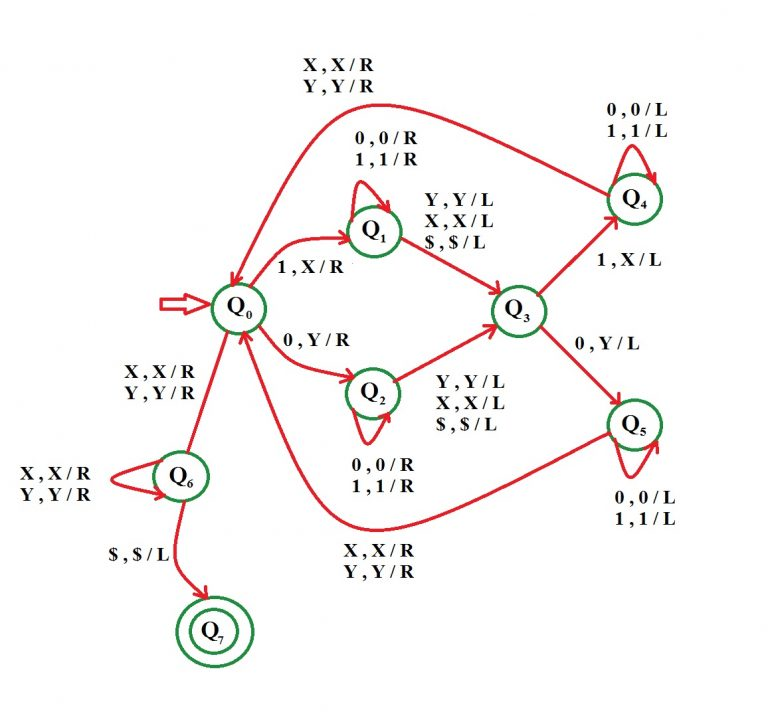 X,X/R
Y,Y/R
0,0/L
1,1/L
0,0/R
1,1/R
Q4
Y,Y/L
X,X/L
$,$/L
Q1
1,X/R
1,X/L
Q0
Q3
0,Y/R
0,Y/L
X,X/R
Y,Y/R
Q2
Y,Y/L
X,X/L
$,$/L
Q5
0,0/R
1,1/R
X,X/R
Y,Y/R
Q6
0,0/L
1,1/L
$,$/L
X,X/R
Y,Y/R
Q7